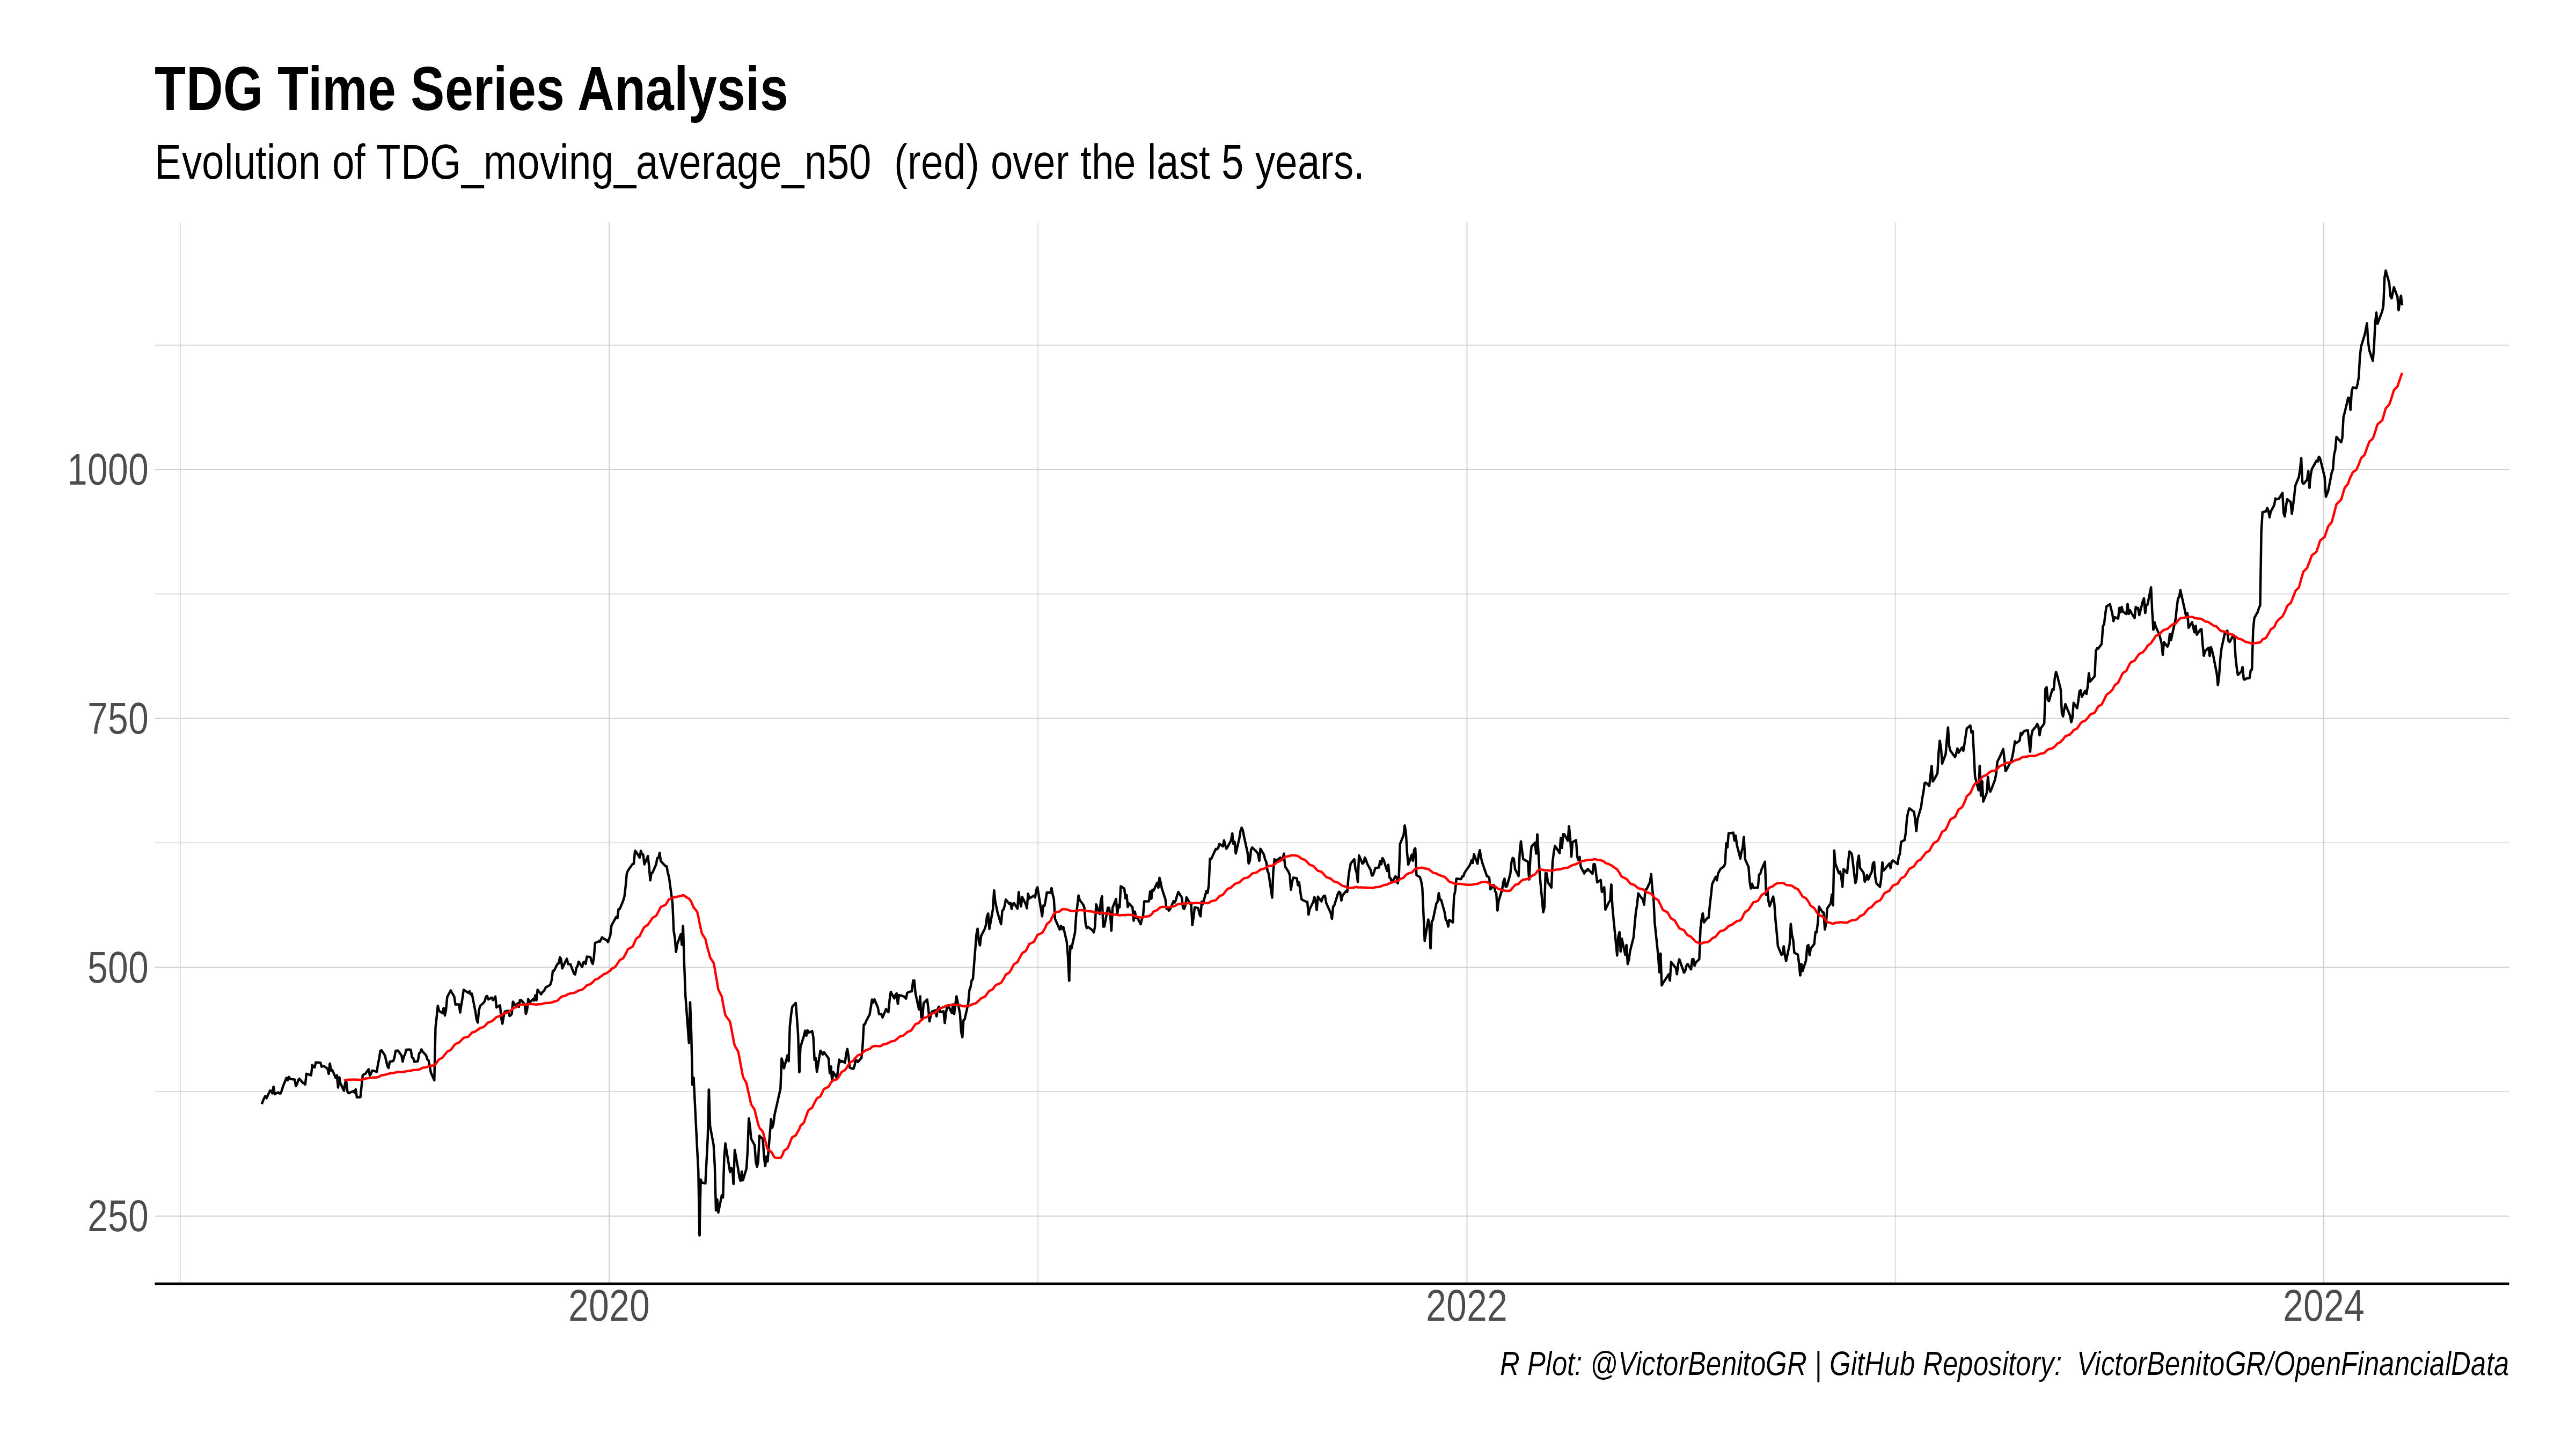 TDG Time Series Analysis
Evolution of TDG_moving_average_n50  (red) over the last 5 years.
1000
750
500
250
2020
2022
2024
R Plot: @VictorBenitoGR | GitHub Repository:  VictorBenitoGR/OpenFinancialData